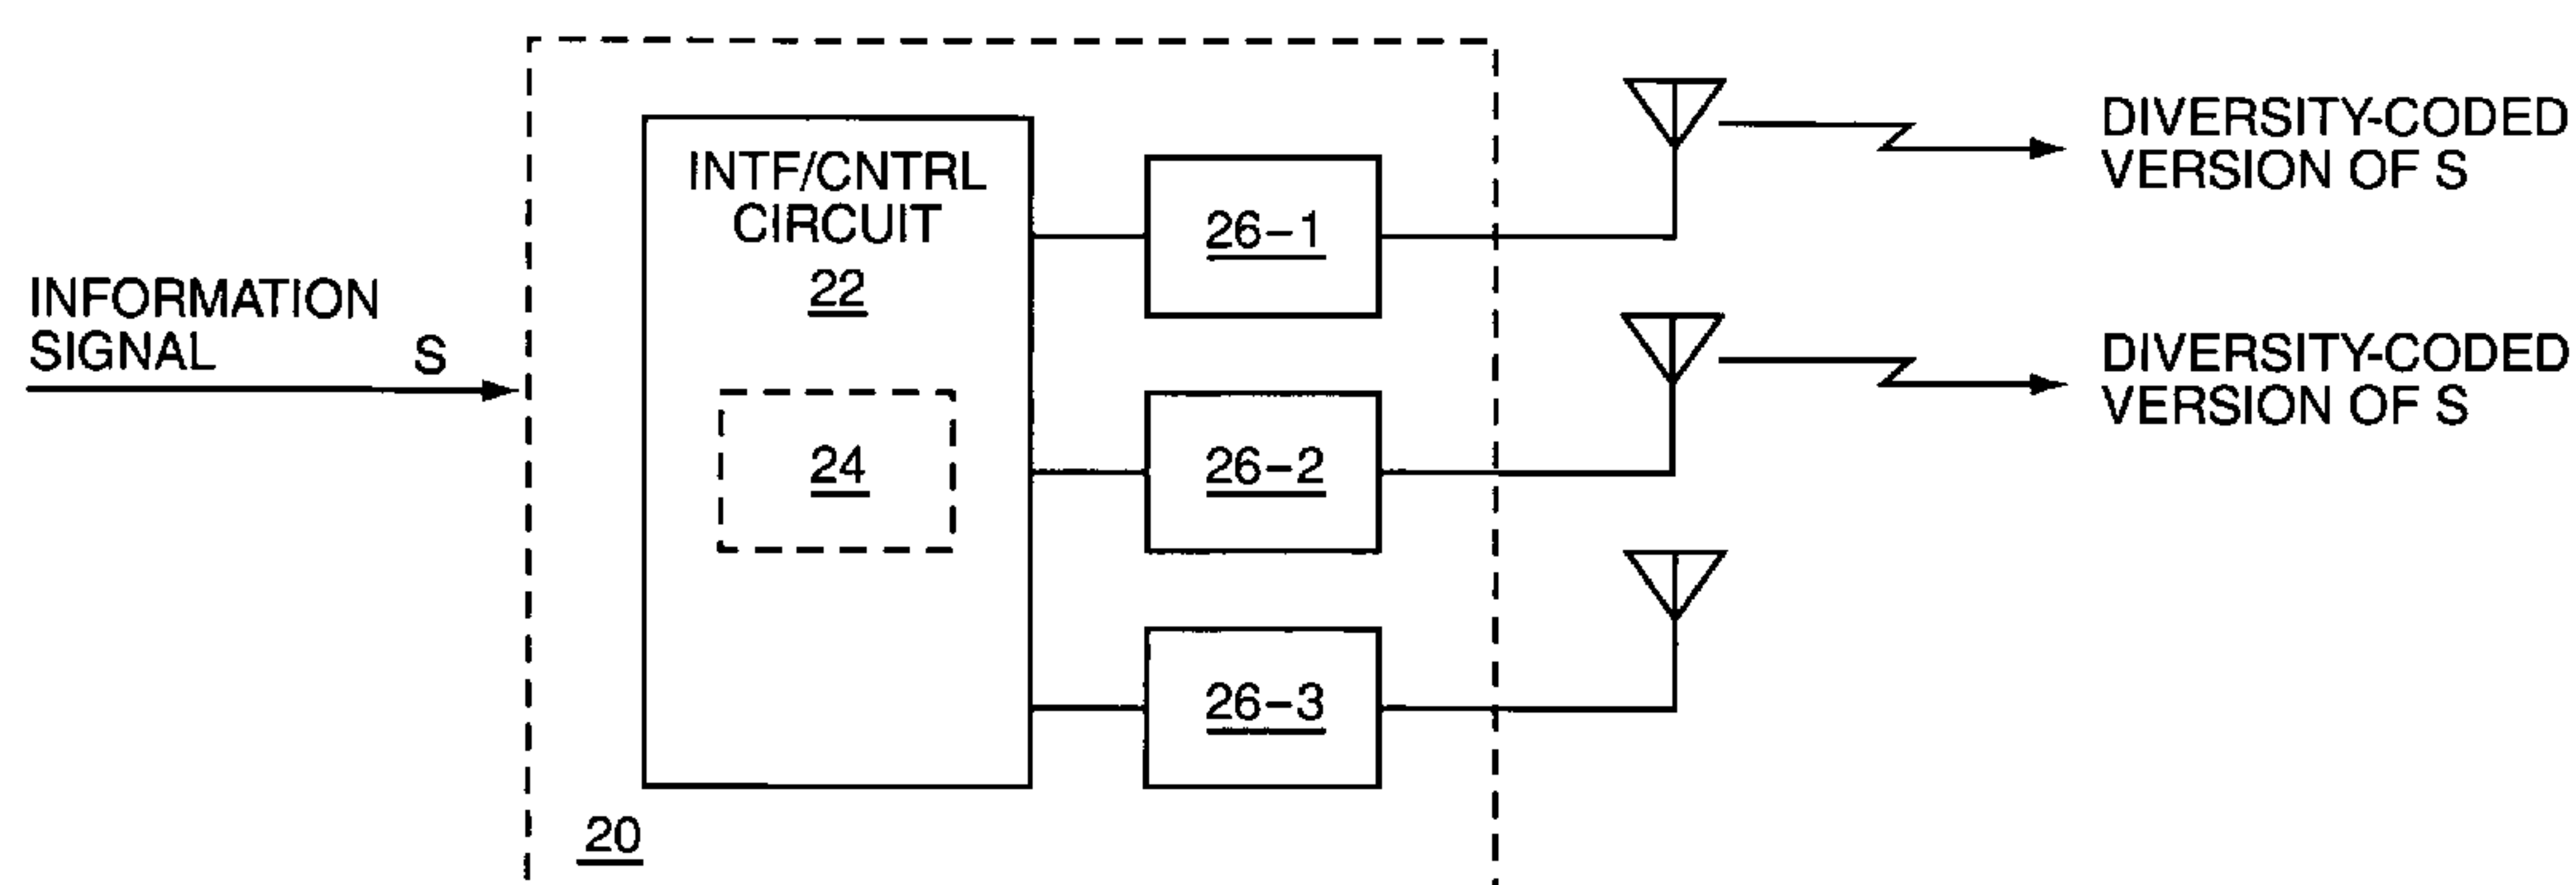 INFORMATION
SIGNAL S
INTF/CNTRL
CIRCUIT
22
24
20
26-1
26-2
26-3
DIVERSITY-CODED
VERSION OF S
DIVERSITY-CODED
VERSION OF S